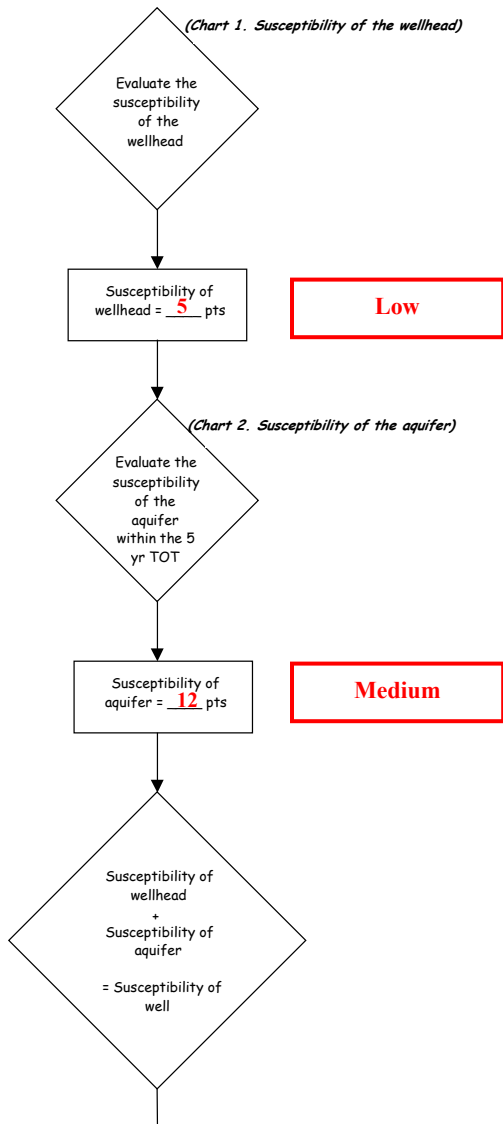 (Chart 1. Susceptibility of the wellhead)
Evaluate the
susceptibility
of the
wellhead
Susceptibility of
wellhead = __5__ pts
Low
(Chart 2. Susceptibility of the aquifer)
Evaluate the
susceptibility
of the
aquifer
within the 5
yr TOT
Susceptibility of
aquifer = __12__ pts
Medium
Susceptibility of
wellhead
+
Susceptibility of
aquifer
= Susceptibility of
well